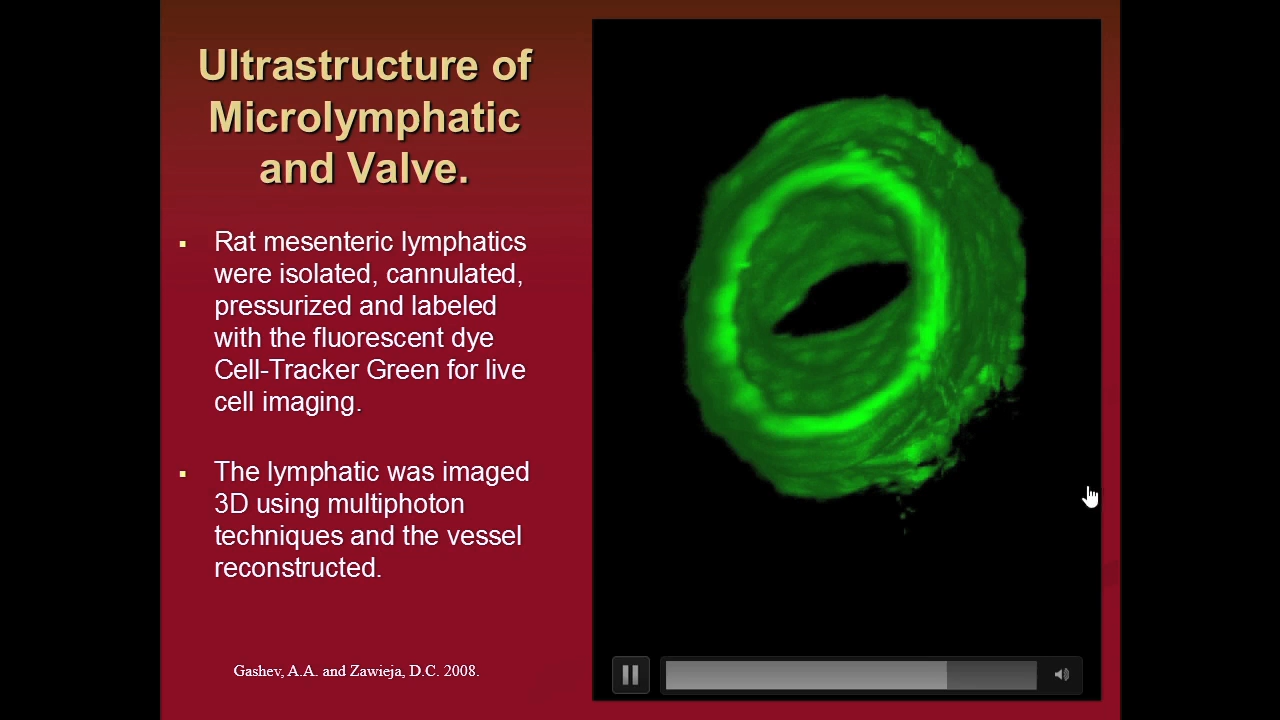 Ultrastructure of
Microlymphatic
and Valve.
Rat mesenteric lymphatics
were isolated, cannulated,
pressurized and labeled
with the fluorescent dye
Cell-Tracker Green for live
cell imaging.
The lymphatic was imaged
3D using multiphoton
techniques and the vessel
reconstructed.
Gashev, A.A. and Zawieja, D.C. 2008.